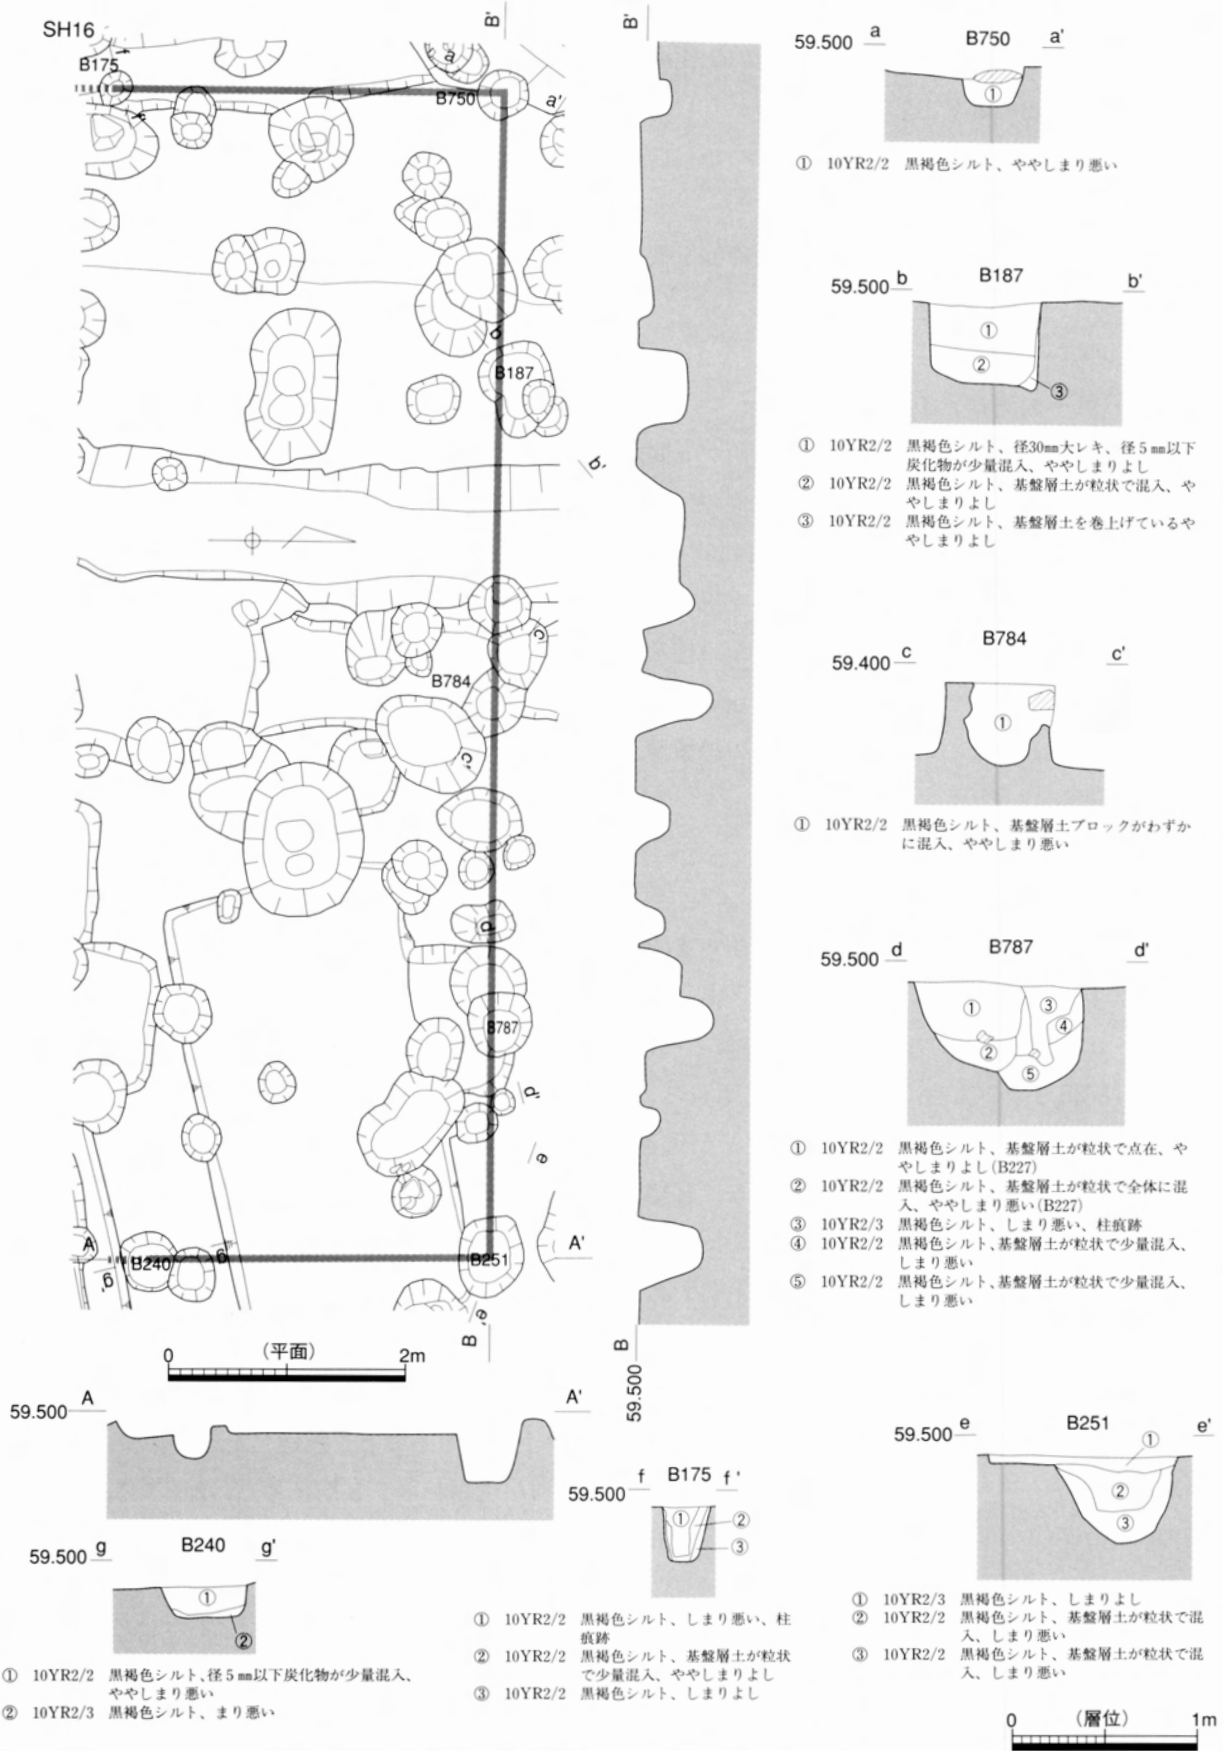 SH16
B'
B'
B175
f
a
B750
a'
f'
59.500 a B750 a'
①
① 10YR2/2 黒褐色シルト、ややしまり悪い
b
B187
b'
59.500 b B187 b'
①
②
③
① 10YR2/2 黒褐色シルト、径30㎜大レキ、径5㎜以下
炭化物が少量混入、ややしまりよし
② 10YR2/2 黒褐色シルト、基盤層土が粒状で混入、や
やしまりよし
③ 10YR2/2 黒褐色シルト、基盤層土を巻上げているや
やしまりよし
c
B784
c'
59.400 c B784 c'
①
① 10YR2/2 黒褐色シルト、基盤層土ブロックがわずか
に混入、ややしまり悪い
d
B787
d'
59.500 d B787 d'
① ③
④
②
⑤
① 10YR2/2 黒褐色シルト、基盤層土が粒状で点在、や
やしまりよし(B227)
② 10YR2/2 黒褐色シルト、基盤層土が粒状で全体に混
入、ややしまり悪い(B227)
③ 10YR2/3 黒褐色シルト、しまり悪い、柱痕跡
④ 10YR2/2 黒褐色シルト、基盤層土が粒状で少量混入、
しまり悪い
⑤ 10YR2/2 黒褐色シルト、基盤層土が粒状で少量混入、
しまり悪い
e
A
B240
g
g'
B251
A'
e'
B
B
59.500
0 (平面) 2m
59.500 A A'
59.500 g B240 g'
①
②
① 10YR2/2 黒褐色シルト、径5㎜以下炭化物が少量混入、
ややしまり悪い
② 10YR2/3 黒褐色シルト、まり悪い
59.500 f B175 f'
①
②
③
① 10YR2/2 黒褐色シルト、しまり悪い、柱
痕跡
② 10YR2/2 黒褐色シルト、基盤層土が粒状
で少量混入、ややしまりよし
③ 10YR2/2 黒褐色シルト、しまりよし
59.500 e B251 e'
①
②
③
① 10YR2/3 黒褐色シルト、しまりよし
② 10YR2/2 黒褐色シルト、基盤層土が粒状で混
入、しまり悪い
③ 10YR2/2 黒褐色シルト、基盤層土が粒状で混
入、しまり悪い
0 (層位) 1m